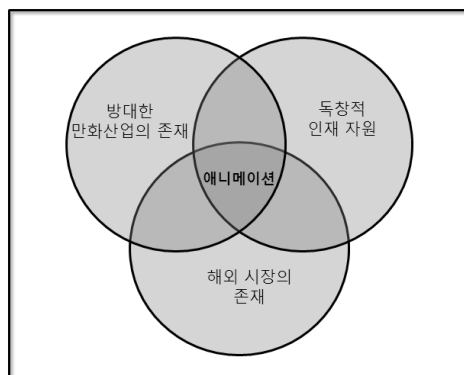 방대한
만화산업의 존재
독창적
인재 자원
애니메이션
해외 시장의
존재